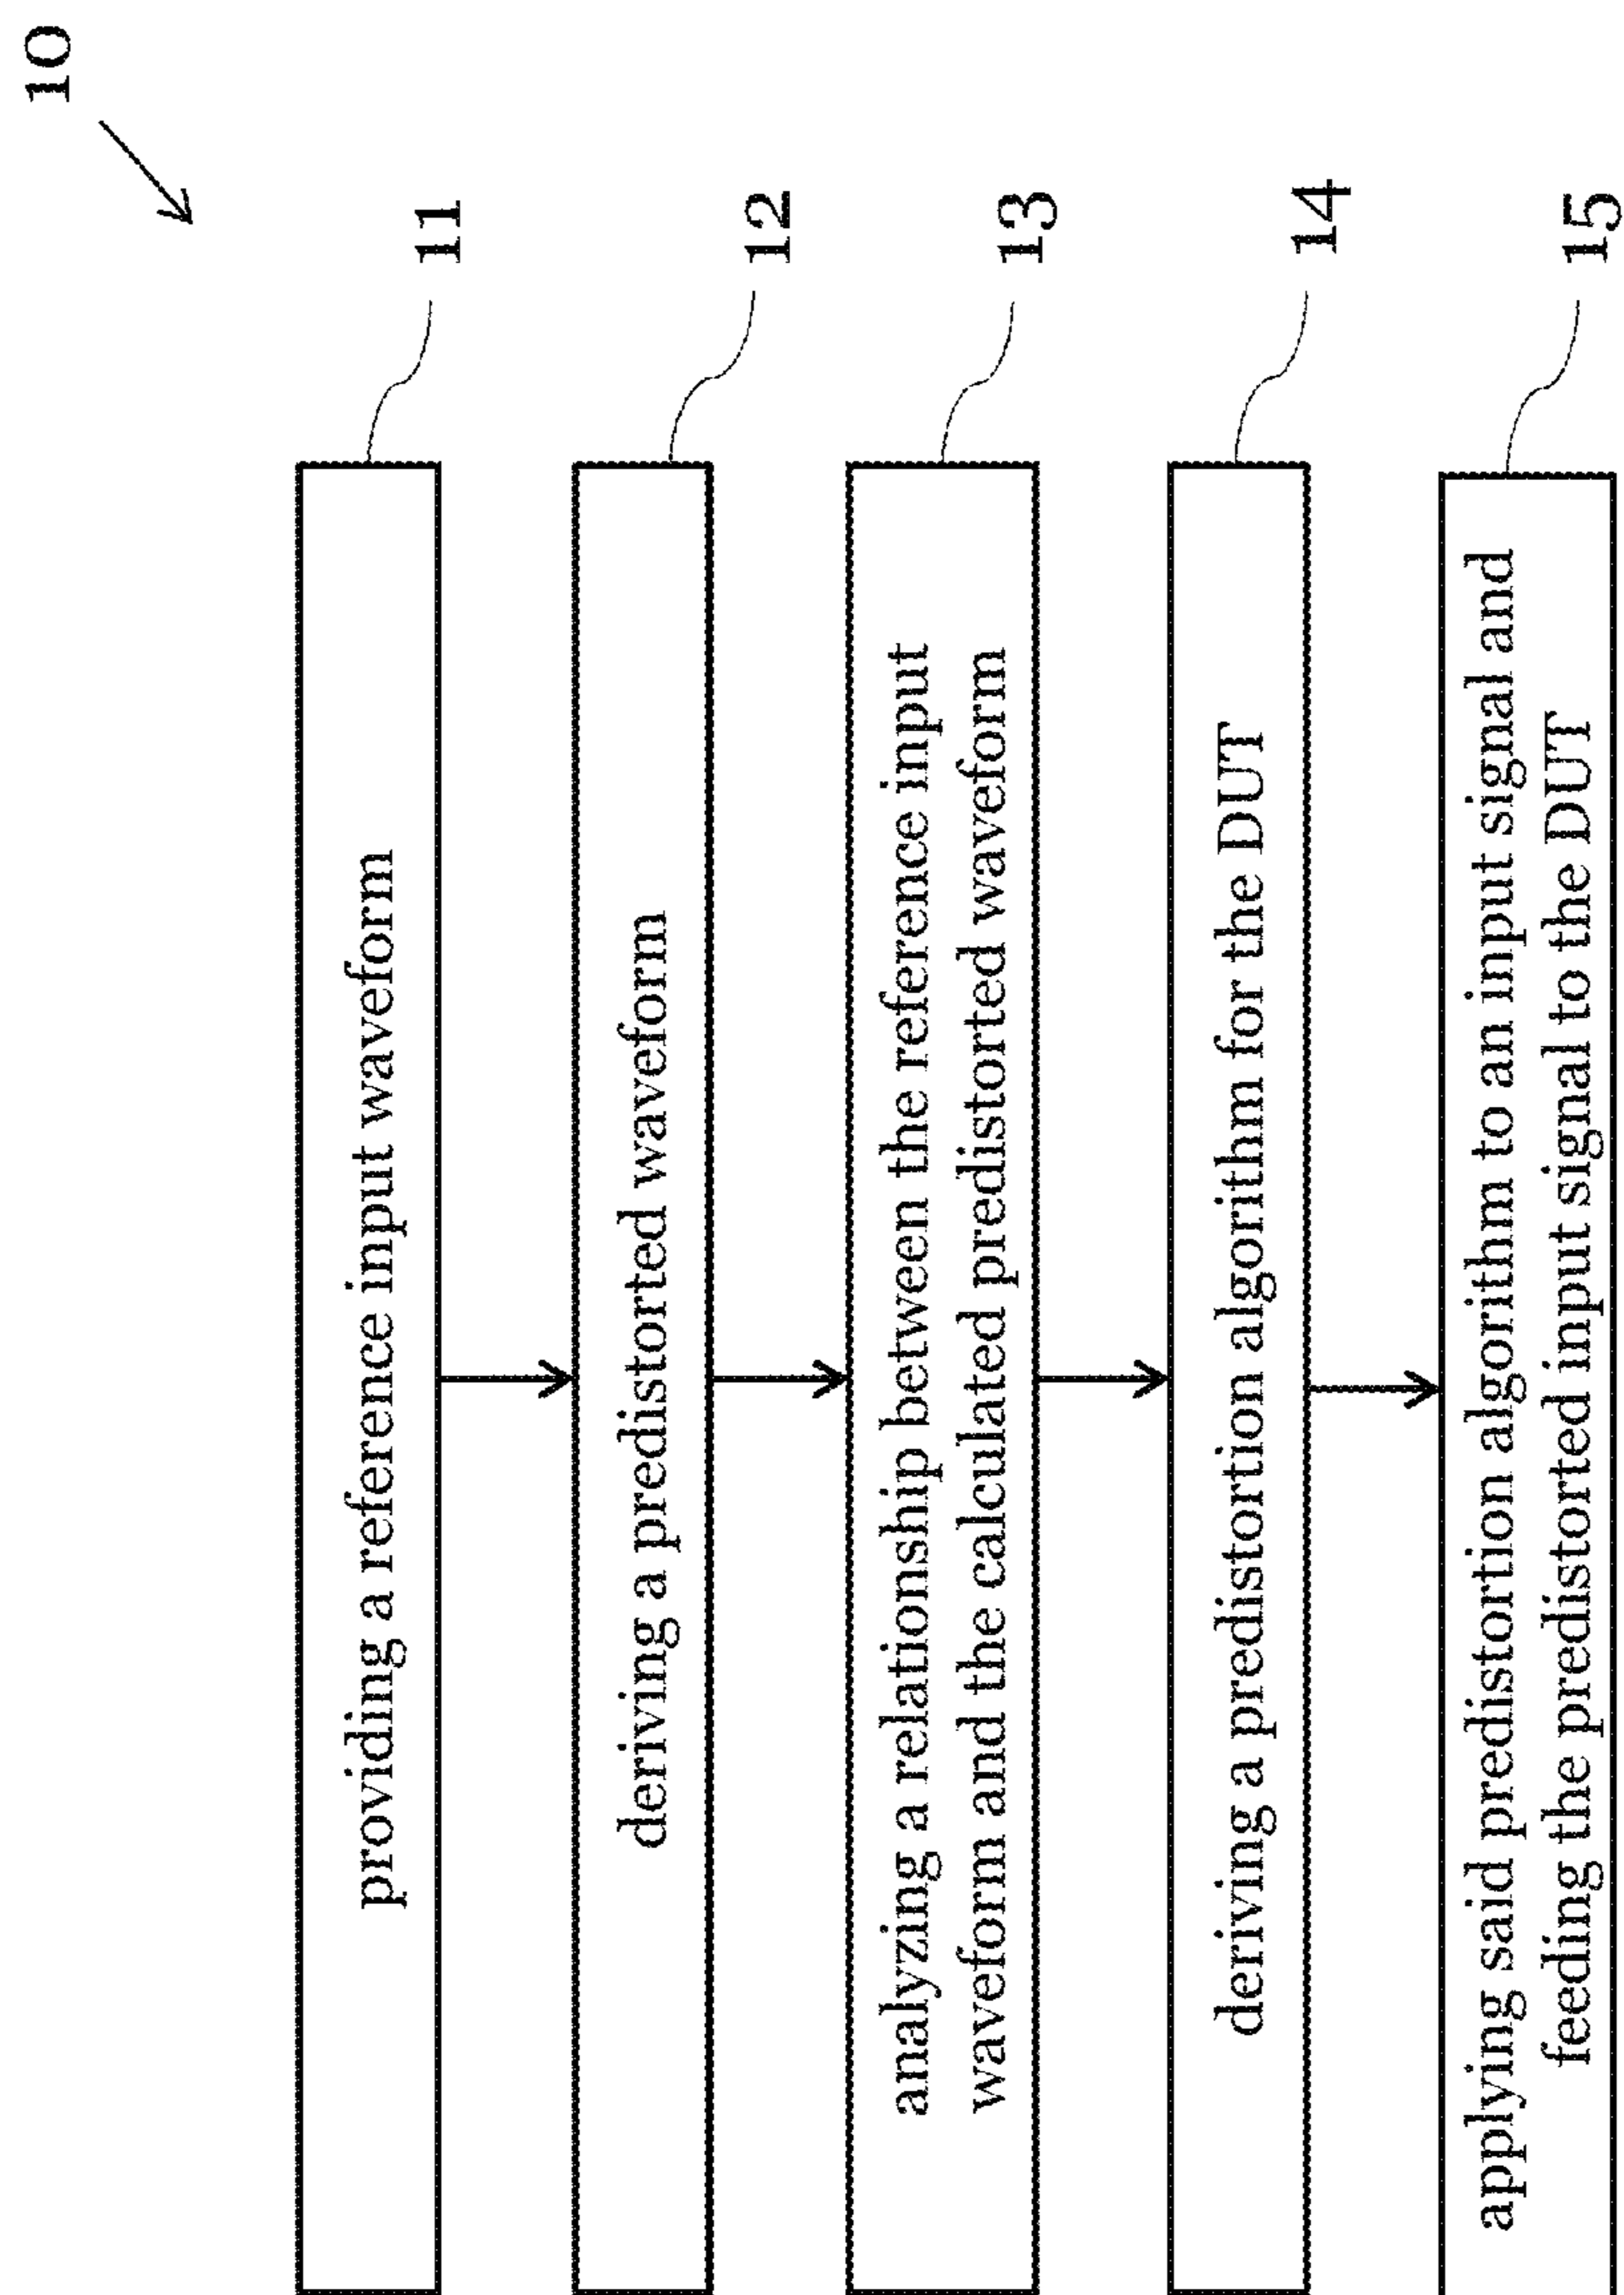 10
providing a reference input waveform
11
deriving a predistorted waveform
12
analyzing a relationship between the reference input
waveform and the calculated predistorted waveform
13
deriving a predistortion algorithm for the DUT
14
applying said predistortion algorithm to an input signal and
feeding the predistorted input signal to the DUT
15